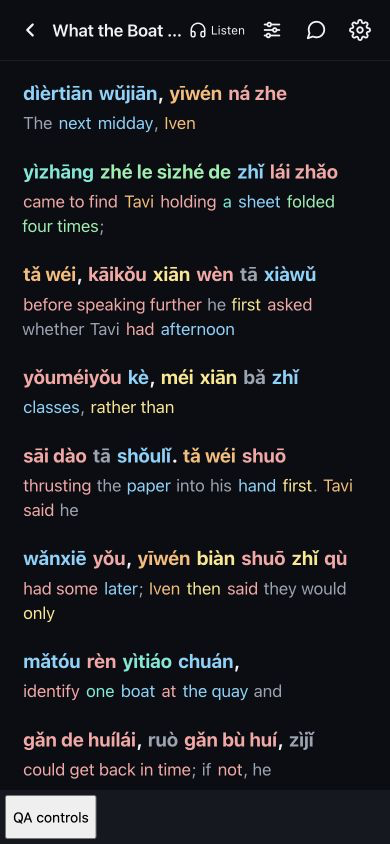 What the Boat ... Listen
dìèrtiān wǔjiān, yīwén ná zhe
The next midday, Iven
yìzhāng zhé le sìzhé de zhǐ lái zhǎo
came to find Tavi holding a sheet folded
four times;
tǎ wéi, kāikǒu xiān wèn tā xiàwǔ
before speaking further he first asked
whether Tavi had afternoon
yǒuméiyǒu kè, méi xiān bǎ zhǐ
classes, rather than
sāi dào tā shǒulǐ. tǎ wéi shuō
thrusting the paper into his hand first. Tavi
said he
wǎnxiē yǒu, yīwén biàn shuō zhǐ qù
had some later; Iven then said they would
only
mǎtóu rèn yìtiáo chuán,
identify one boat at the quay and
gǎn de huílái, ruò gǎn bù huí, zìjǐ
could get back in time; if not, he
QA controls